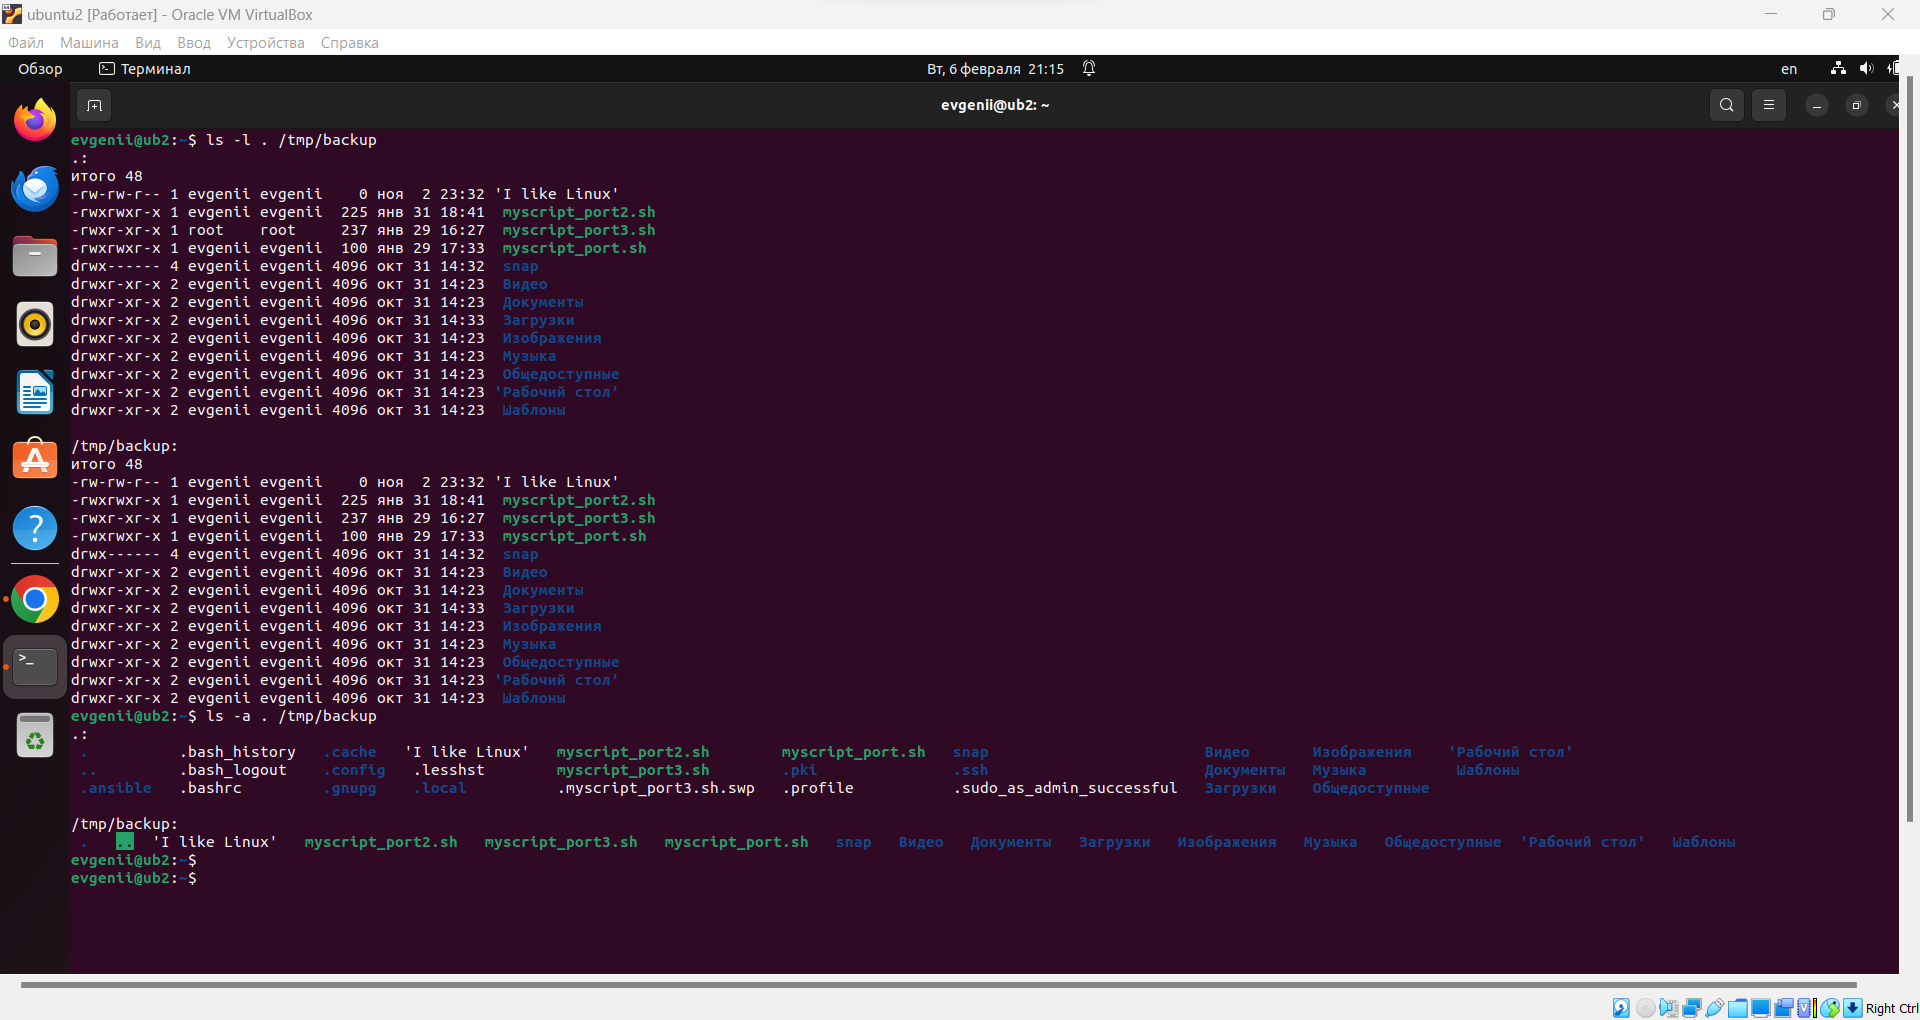 ubuntu2 [Работает] - Oracle VM VirtualBox
Файл Машина Вид Ввод Устройства Справка
Обзор Терминал Вт, 6 февраля 21:15 en
evgenii@ub2: ~
evgenii@ub2:~$ ls -l . /tmp/backup
.:
итого 48
-rw-rw-r-- 1 evgenii evgenii    0 ноя  2 23:32 'I like Linux'
-rwxrwxr-x 1 evgenii evgenii  225 янв 31 18:41  myscript_port2.sh
-rwxr-xr-x 1 root    root     237 янв 29 16:27  myscript_port3.sh
-rwxrwxr-x 1 evgenii evgenii  100 янв 29 17:33  myscript_port.sh
drwx------ 4 evgenii evgenii 4096 окт 31 14:32  snap
drwxr-xr-x 2 evgenii evgenii 4096 окт 31 14:23  Видео
drwxr-xr-x 2 evgenii evgenii 4096 окт 31 14:23  Документы
drwxr-xr-x 2 evgenii evgenii 4096 окт 31 14:33  Загрузки
drwxr-xr-x 2 evgenii evgenii 4096 окт 31 14:23  Изображения
drwxr-xr-x 2 evgenii evgenii 4096 окт 31 14:23  Музыка
drwxr-xr-x 2 evgenii evgenii 4096 окт 31 14:23  Общедоступные
drwxr-xr-x 2 evgenii evgenii 4096 окт 31 14:23 'Рабочий стол'
drwxr-xr-x 2 evgenii evgenii 4096 окт 31 14:23  Шаблоны
/tmp/backup:
итого 48
-rw-rw-r-- 1 evgenii evgenii    0 ноя  2 23:32 'I like Linux'
-rwxrwxr-x 1 evgenii evgenii  225 янв 31 18:41  myscript_port2.sh
-rwxr-xr-x 1 evgenii evgenii  237 янв 29 16:27  myscript_port3.sh
-rwxrwxr-x 1 evgenii evgenii  100 янв 29 17:33  myscript_port.sh
drwx------ 4 evgenii evgenii 4096 окт 31 14:32  snap
drwxr-xr-x 2 evgenii evgenii 4096 окт 31 14:23  Видео
drwxr-xr-x 2 evgenii evgenii 4096 окт 31 14:23  Документы
drwxr-xr-x 2 evgenii evgenii 4096 окт 31 14:33  Загрузки
drwxr-xr-x 2 evgenii evgenii 4096 окт 31 14:23  Изображения
drwxr-xr-x 2 evgenii evgenii 4096 окт 31 14:23  Музыка
drwxr-xr-x 2 evgenii evgenii 4096 окт 31 14:23  Общедоступные
drwxr-xr-x 2 evgenii evgenii 4096 окт 31 14:23 'Рабочий стол'
drwxr-xr-x 2 evgenii evgenii 4096 окт 31 14:23  Шаблоны
evgenii@ub2:~$ ls -a . /tmp/backup
.:
. .bash_history .cache 'I like Linux' myscript_port2.sh myscript_port.sh snap Видео Изображения 'Рабочий стол'
.. .bash_logout .config .lesshst myscript_port3.sh .pki .ssh Документы Музыка Шаблоны
.ansible .bashrc .gnupg .local .myscript_port3.sh.swp .profile .sudo_as_admin_successful Загрузки Общедоступные
/tmp/backup:
. .. 'I like Linux' myscript_port2.sh myscript_port3.sh myscript_port.sh snap Видео Документы Загрузки Изображения Музыка Общедоступные 'Рабочий стол' Шаблоны
evgenii@ub2:~$
evgenii@ub2:~$
Right Ctrl